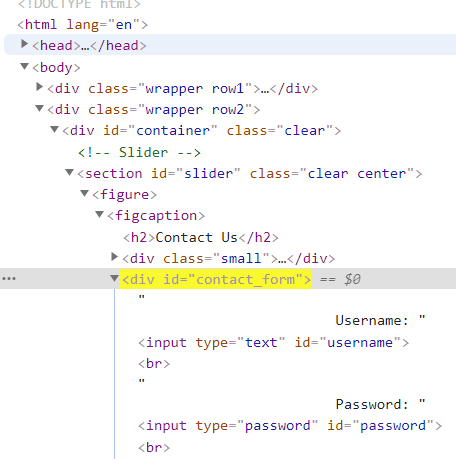 <!DOCTYPE html>
<html lang="en">
<head>…</head>
<body>
<div class="wrapper row1">…</div>
<div class="wrapper row2">
<div id="container" class="clear">
<!-- Slider -->
<section id="slider" class="clear center">
<figure>
<figcaption>
<h2>Contact Us</h2>
<div class="small">…</div>
… <div id="contact_form"> == $0
"
Username: "
<input type="text" id="username">
<br>
"
Password: "
<input type="password" id="password">
<br>